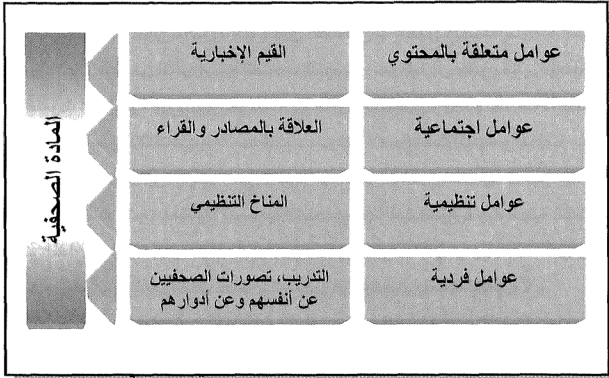 عوامل متعلقة بالمحتوي
القيم الإخبارية
عوامل اجتماعية
العلاقة بالمصادر والقراء
عوامل تنظيمية
المناخ التنظيمي
عوامل فردية
التدريب، تصورات الصحفيين
عن أنفسهم وعن أدوارهم
المادة الصحفية